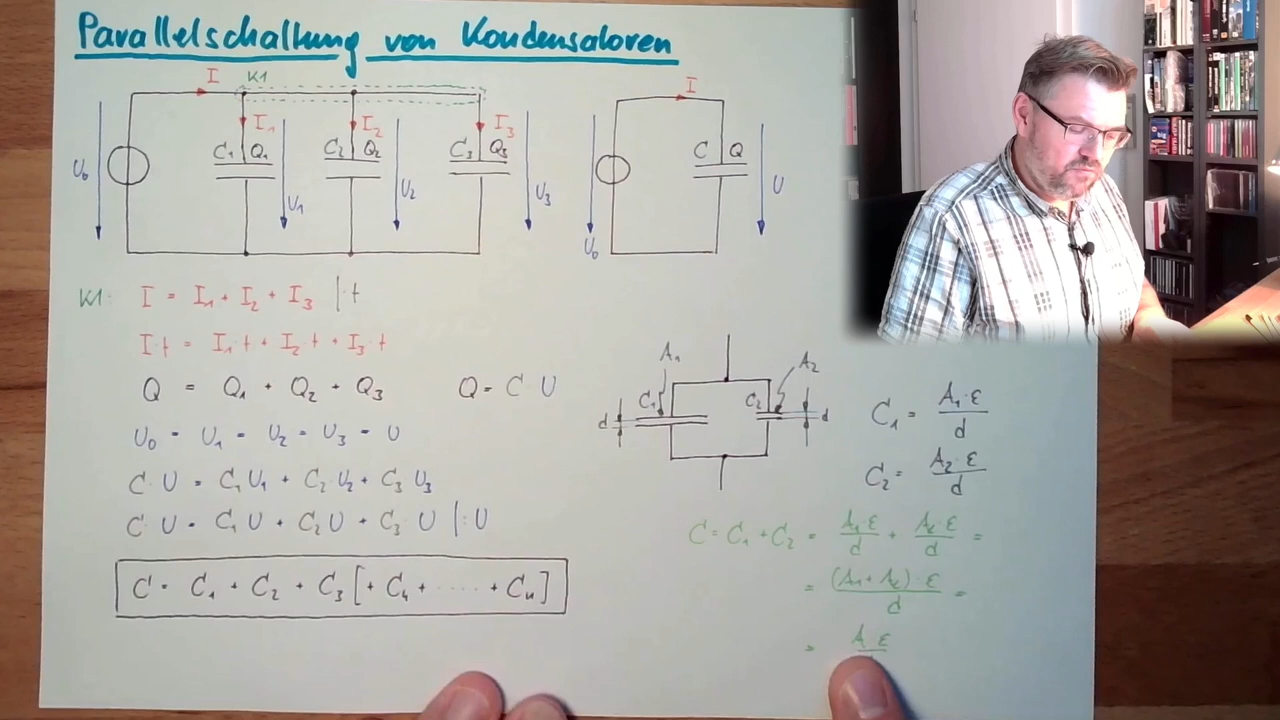 Parallelschaltung von Kondensatoren
I K1 I
I₁ I₂ I₃
C₁ Q₁ C₂ Q₂ C₃ Q₃ C Q
U₀ U₁ U₂ U₃ U₀ U
K1: I = I₁ + I₂ + I₃ |·t
I·t = I₁·t + I₂·t + I₃·t
Q = Q₁ + Q₂ + Q₃ Q = C·U
U₀ = U₁ = U₂ = U₃ = U
C·U = C₁·U₁ + C₂·U₂ + C₃·U₃
C·U = C₁·U + C₂·U + C₃·U |:U
C = C₁ + C₂ + C₃ [+ C₄ + ····· + Cₙ]
A₁ A₂
d C₁ C₂ d
C₁ = A₁·ε / d
C₂ = A₂·ε / d
C = C₁ + C₂ = A₁·ε / d + A₂·ε / d =
= (A₁ + A₂)·ε / d =
= A·ε